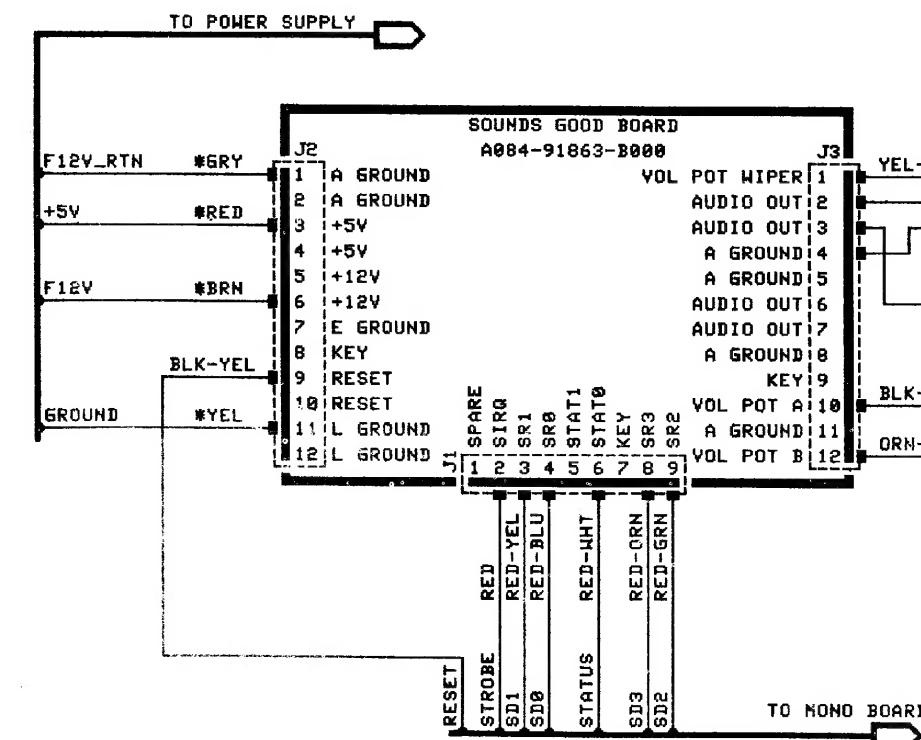 TO POWER SUPPLY
SOUNDS GOOD BOARD
A084-91863-B000
J2
F12V_RTN *GRY 1 A GROUND
2 A GROUND
+5V *RED 3 +5V
4 +5V
5 +12V
F12V *BRN 6 +12V
7 E GROUND
8 KEY
BLK-YEL 9 RESET
10 RESET
GROUND *YEL 11 L GROUND
12 L GROUND
J3
VOL POT WIPER 1 YEL-
AUDIO OUT 2
AUDIO OUT 3
A GROUND 4
A GROUND 5
AUDIO OUT 6
AUDIO OUT 7
A GROUND 8
KEY 9
VOL POT A 10 BLK-
A GROUND 11
VOL POT B 12 ORN-
J1
SPARE SIRQ SR1 SR0 STAT1 STAT0 KEY SR3 SR2
1 2 3 4 5 6 7 8 9
RED RED-YEL RED-BLU RED-WHT RED-ORN RED-GRN
RESET STROBE SD1 SD0 STATUS SD3 SD2
TO MONO BOARD